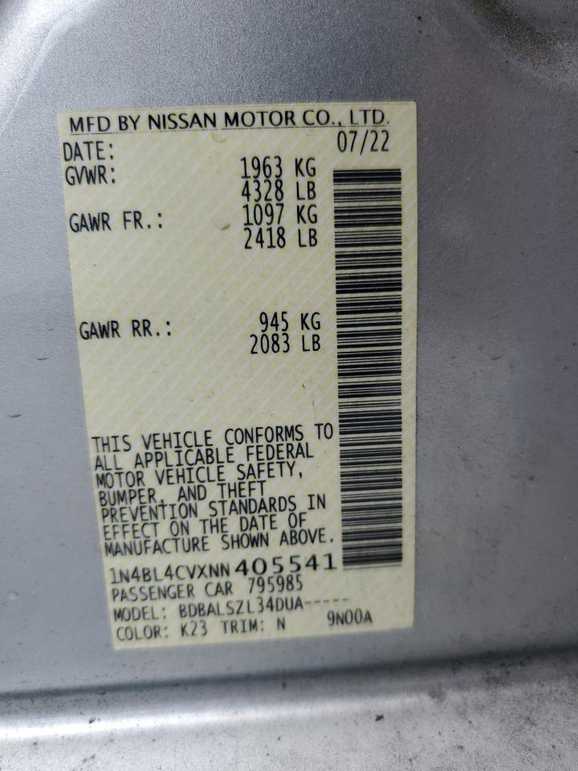 MFD BY NISSAN MOTOR CO., LTD.
DATE: 07/22
GVWR: 1963 KG
4328 LB
GAWR FR.: 1097 KG
2418 LB
GAWR RR.: 945 KG
2083 LB
THIS VEHICLE CONFORMS TO
ALL APPLICABLE FEDERAL
MOTOR VEHICLE SAFETY,
BUMPER, AND THEFT
PREVENTION STANDARDS IN
EFFECT ON THE DATE OF
MANUFACTURE SHOWN ABOVE.
1N4BL4CVXNN405541
PASSENGER CAR 795985
MODEL: BDBALSZL34DUA-----
COLOR: K23 TRIM: N 9N00A